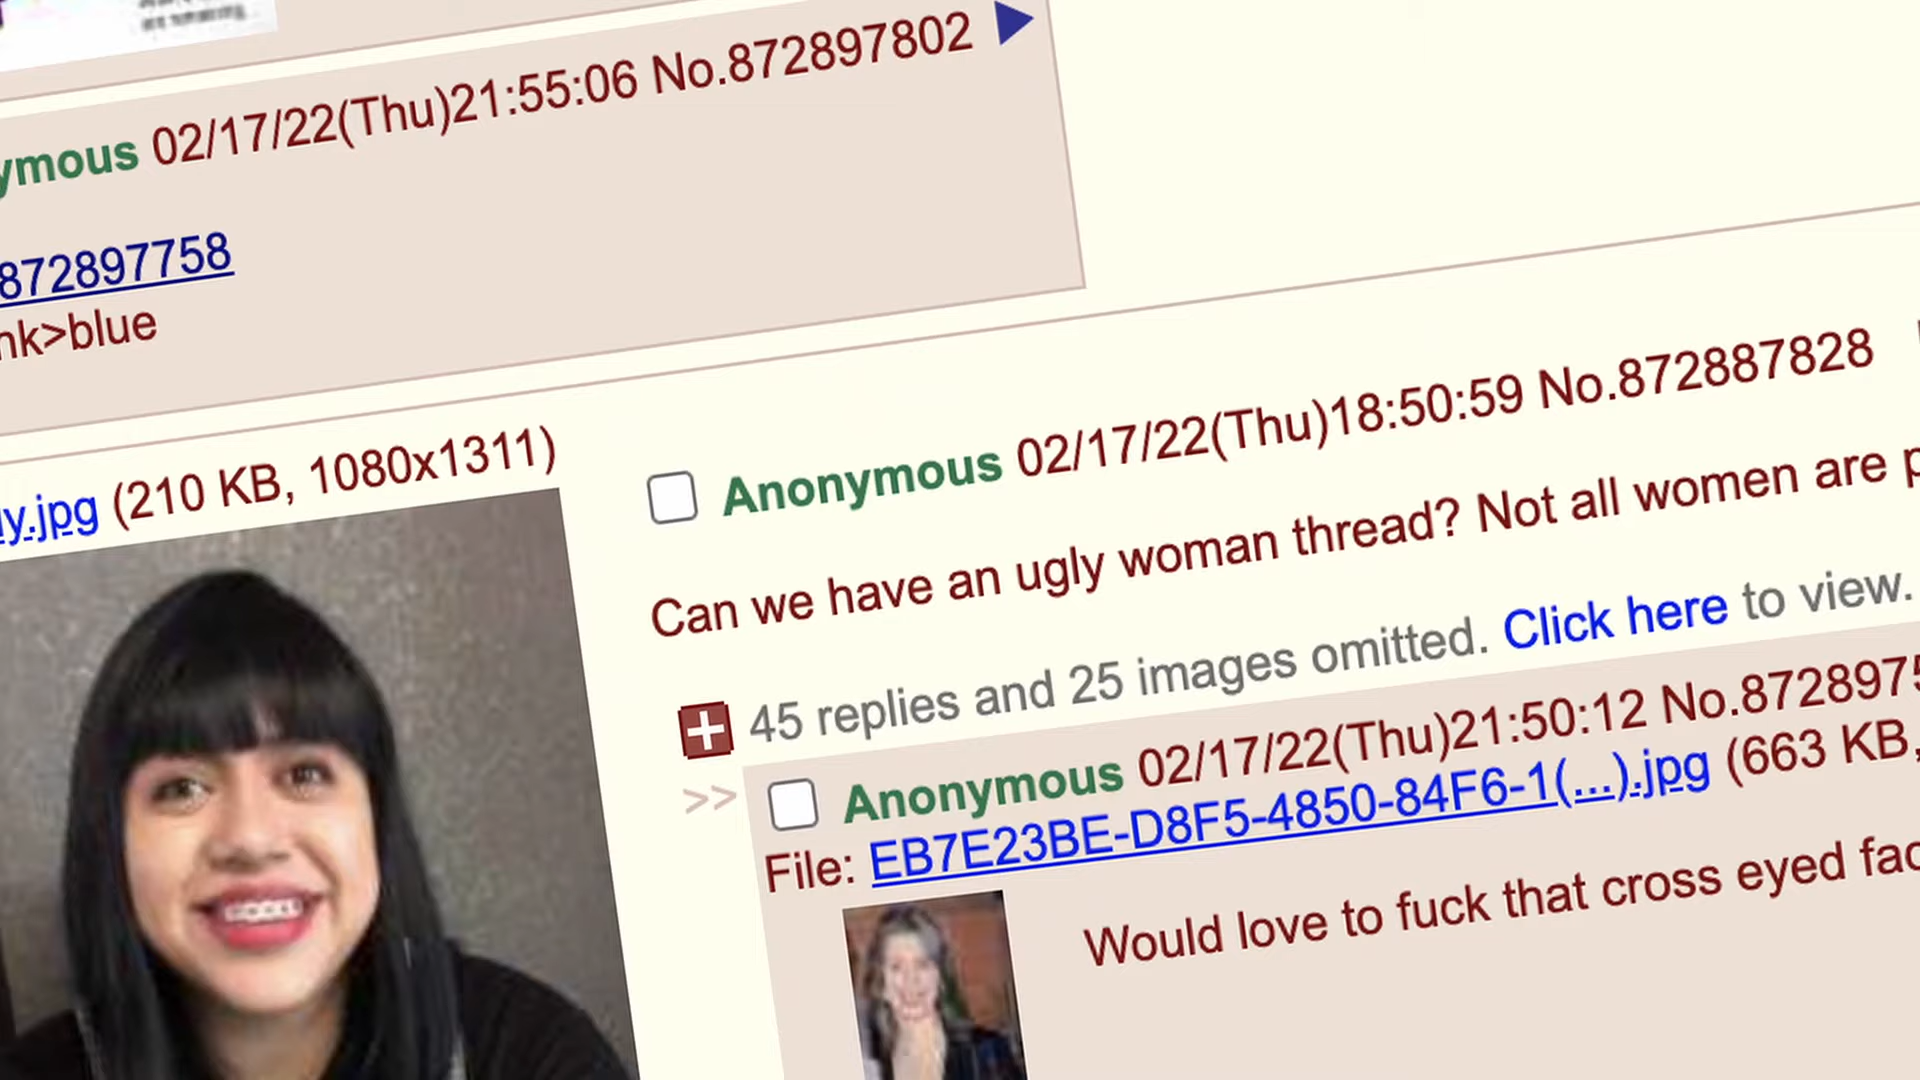 ymous 02/17/22(Thu)21:55:06 No.872897802
872897758
nk>blue
ly.jpg (210 KB, 1080x1311)
Anonymous 02/17/22(Thu)18:50:59 No.872887828
Can we have an ugly woman thread? Not all women are p
45 replies and 25 images omitted. Click here to view.
>> Anonymous 02/17/22(Thu)21:50:12 No.8728975
File: EB7E23BE-D8F5-4850-84F6-1(...).jpg (663 KB,
Would love to fuck that cross eyed fac